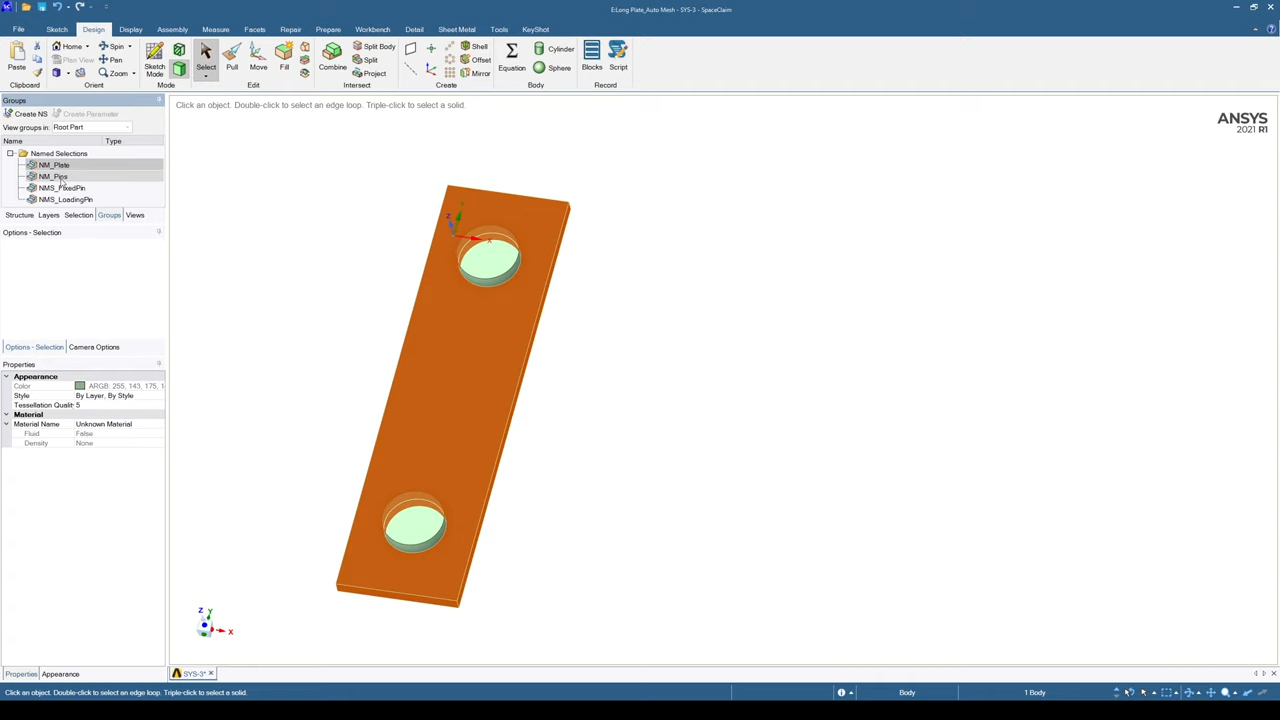 E:Long Plate_Auto Mesh - SYS-3 - SpaceClaim
File Sketch Design Display Assembly Measure Facets Repair Prepare Workbench Detail Sheet Metal Tools KeyShot
Home Spin Split Body Shell Cylinder
Plan View Pan Split Offset Sphere
Zoom Project Mirror
Paste Sketch Mode Select Pull Move Fill Combine Equation Blocks Script
Clipboard Orient Mode Edit Intersect Create Body Record
Groups
Click an object. Double-click to select an edge loop. Triple-click to select a solid.
Create NS Create Parameter
View groups in: Root Part
Name Type
Named Selections
NM_Plate
NM_Pins
NMS_FixedPin
NMS_LoadingPin
Structure Layers Selection Groups Views
Options - Selection
ANSYS
2021 R1
Z
X
Options - Selection Camera Options
Properties
Appearance
Color ARGB: 255, 143, 175, 1
Style By Layer, By Style
Tessellation Quality 5
Material
Material Name Unknown Material
Fluid False
Density None
Z Y
X
Properties Appearance
SYS-3*
Click an object. Double-click to select an edge loop. Triple-click to select a solid. Body 1 Body